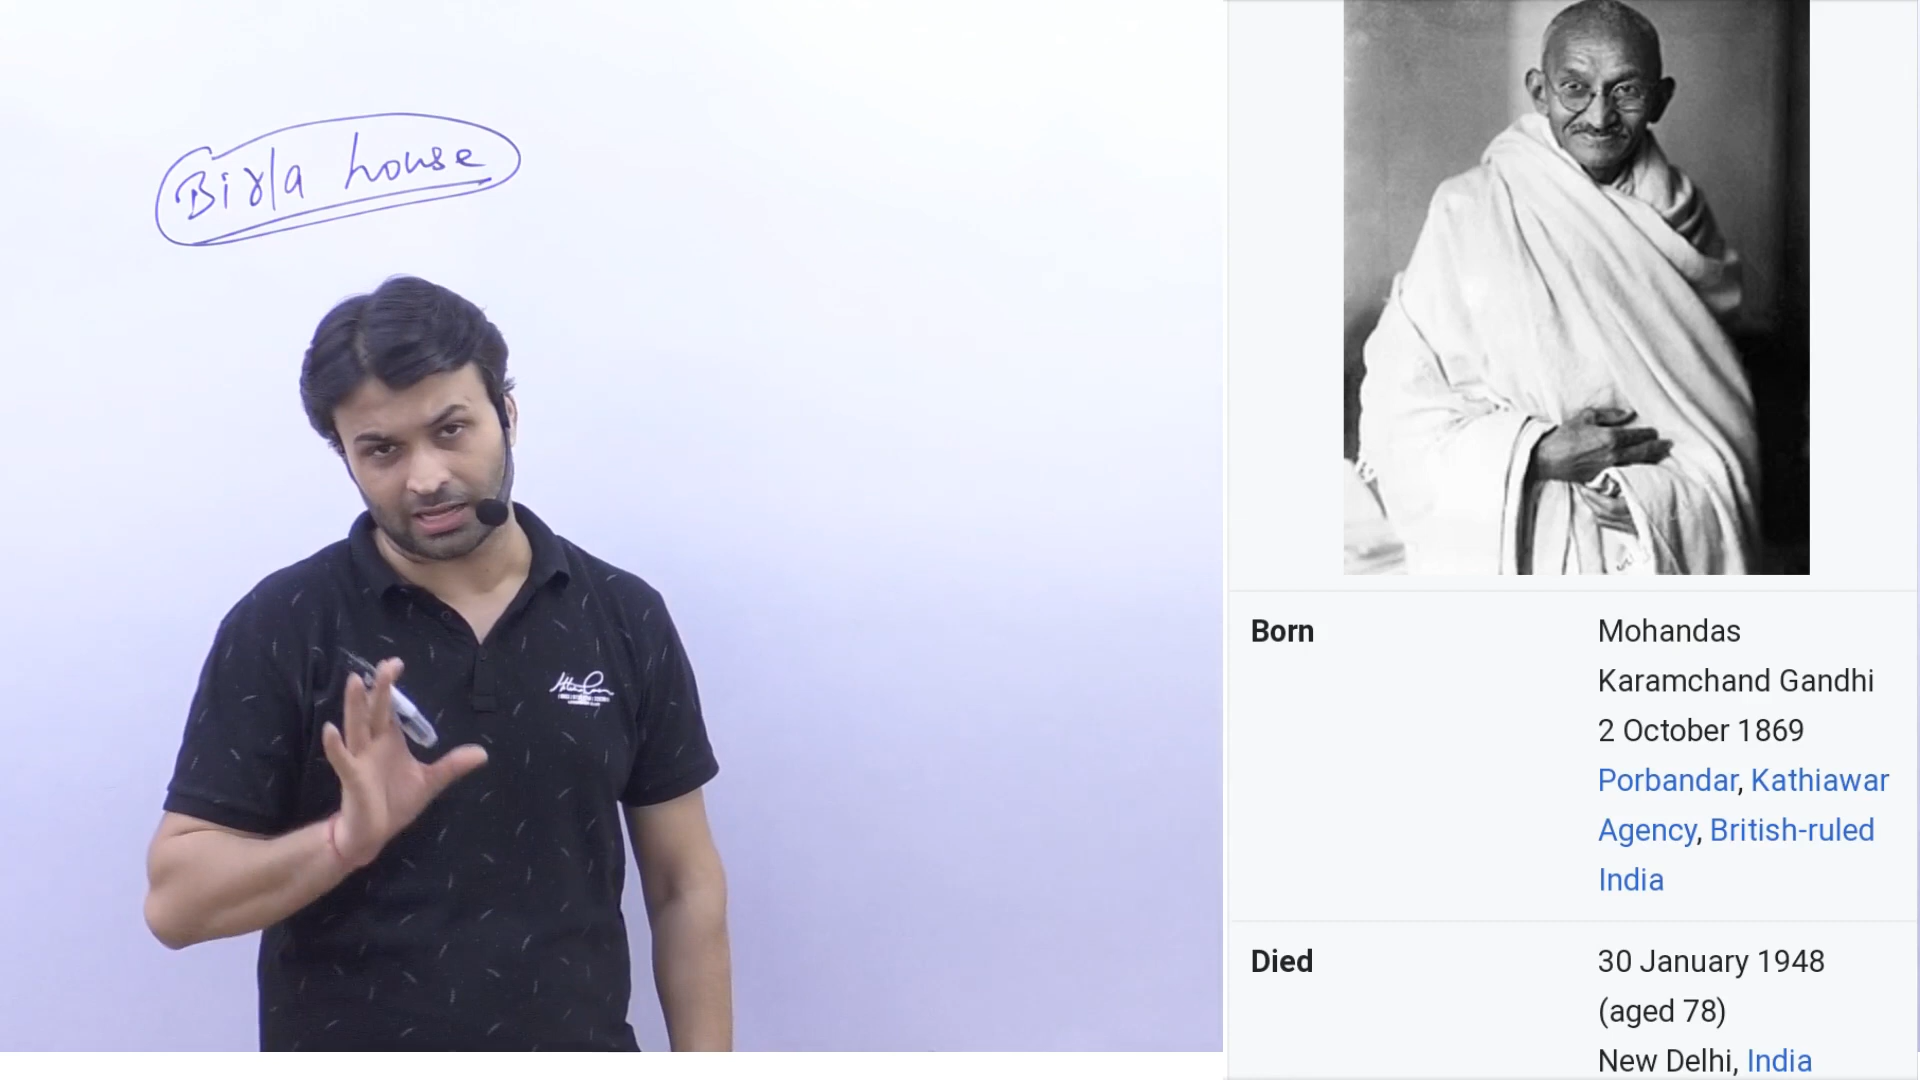 Birla house
Born
Mohandas
Karamchand Gandhi
2 October 1869
Porbandar, Kathiawar
Agency, British-ruled
India
Died
30 January 1948
(aged 78)
New Delhi, India